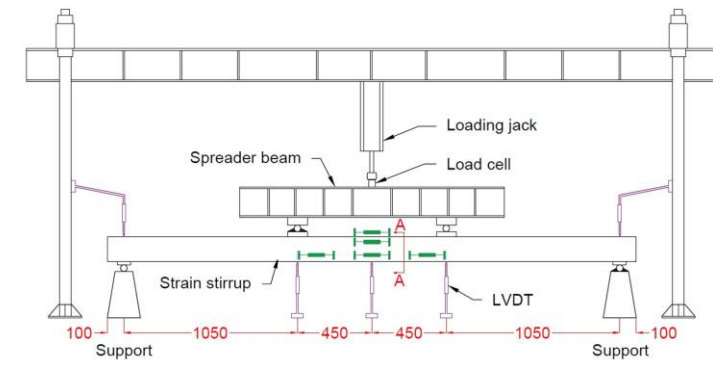 Loading jack
Spreader beam
Load cell
A
Strain stirrup
A
LVDT
100 1050 450 450 1050 100
Support Support